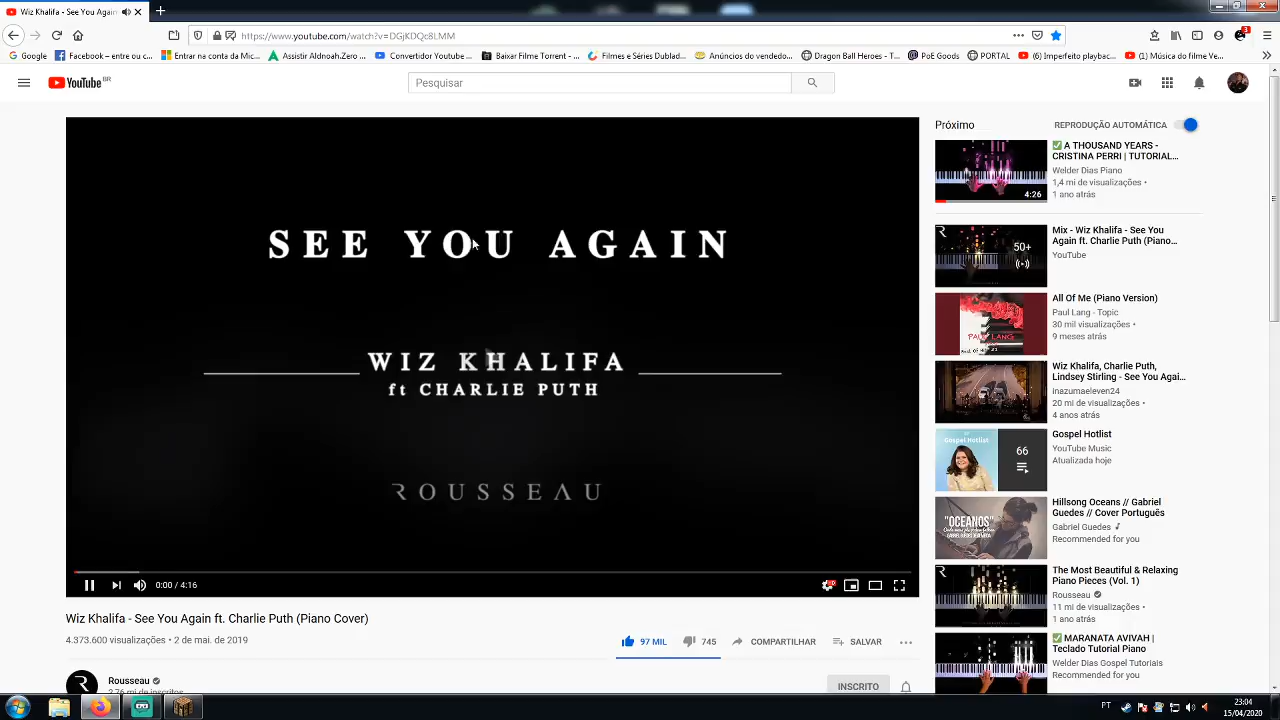 Wiz Khalifa - See You Again
https://www.youtube.com/watch?v=DGjKDQc8LMM
Google
Facebook – entre ou c...
Entrar na conta da Mic...
Assistir Aldnoah.Zero ...
Convertidor Youtube ...
Baixar Filme Torrent - ...
Filmes e Séries Dublad...
Anúncios do vendedo...
Dragon Ball Heroes - T...
PoE Goods
PORTAL
(6) Imperfeito playbac...
(1) Música do filme Ve...
YouTube BR
Pesquisar
SEE YOU AGAIN
WIZ KHALIFA
ft CHARLIE PUTH
ROUSSEAU
0:00 / 4:16
HD
Wiz Khalifa - See You Again ft. Charlie Puth (Piano Cover)
4.373.600 visualizações • 2 de mai. de 2019
97 MIL
745
COMPARTILHAR
SALVAR
Rousseau
2,76 mi de inscritos
INSCRITO
Próximo
REPRODUÇÃO AUTOMÁTICA
4:26
A THOUSAND YEARS -
CRISTINA PERRI | TUTORIAL...
Welder Dias Piano
1,4 mi de visualizações •
1 ano atrás
50+
Mix - Wiz Khalifa - See You
Again ft. Charlie Puth (Piano...
YouTube
PAUL LANG
All Of Me (Piano Version)
Paul Lang - Topic
30 mil visualizações •
9 meses atrás
Wiz Khalifa, Charlie Puth,
Lindsey Stirling - See You Agai...
inazumaeleven24
20 mi de visualizações •
4 anos atrás
Gospel Hotlist
66
Gospel Hotlist
YouTube Music
Atualizada hoje
"OCEANOS"
Hillsong Oceans // Gabriel
Guedes // Cover Português
Gabriel Guedes
Recommended for you
The Most Beautiful & Relaxing
Piano Pieces (Vol. 1)
Rousseau
11 mi de visualizações •
1 ano atrás
MARANATA AVIVAH |
Teclado Tutorial Piano
Welder Dias Gospel Tutoriais
Recommended for you
PT
23:04
15/04/2020